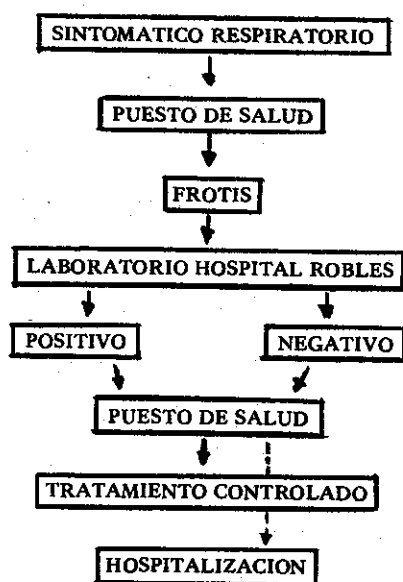 SINTOMATICO RESPIRATORIO
PUESTO DE SALUD
FROTIS
LABORATORIO HOSPITAL ROBLES
POSITIVO
NEGATIVO
PUESTO DE SALUD
TRATAMIENTO CONTROLADO
HOSPITALIZACION